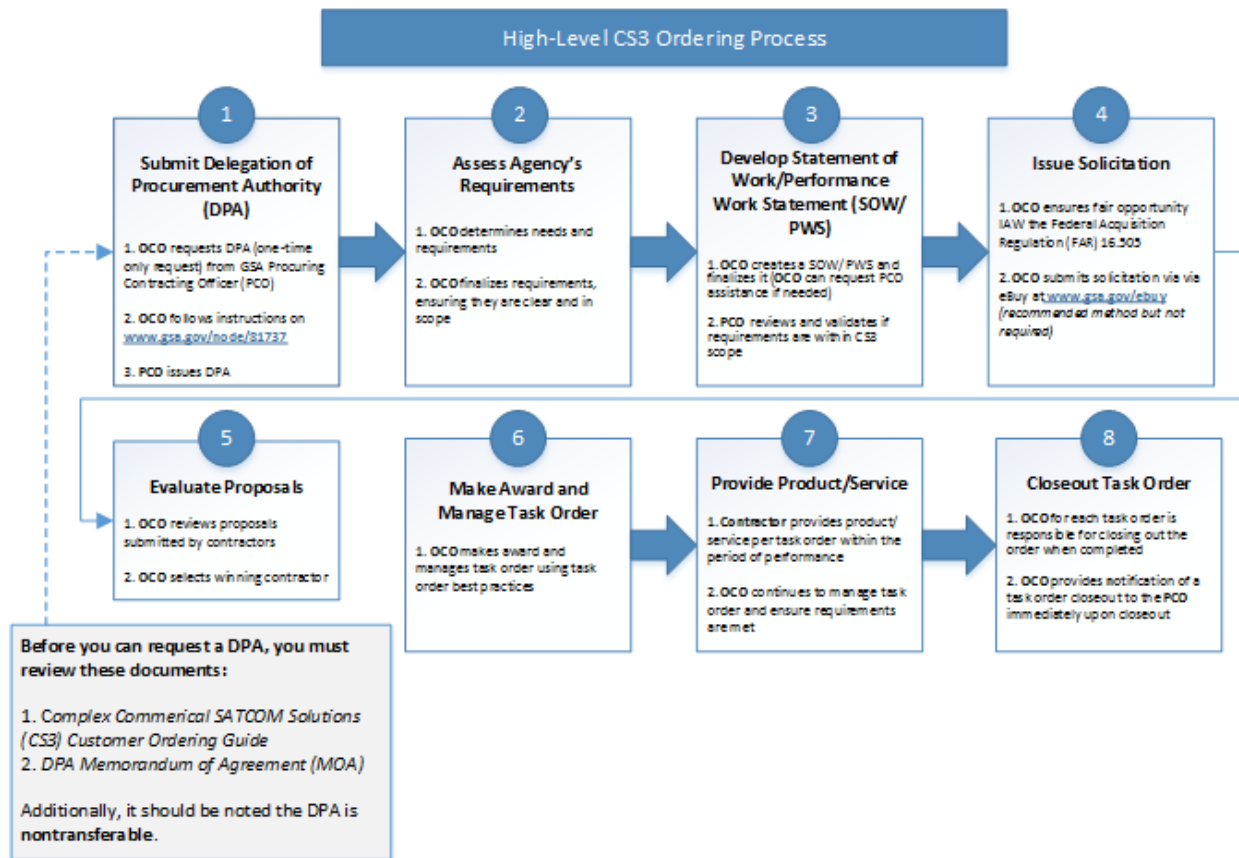 High-Level CS3 Ordering Process
1
Submit Delegation of
Procurement Authority
(DPA)
1. OCO requests DPA (one-time
only request) from GSA Procuring
Contracting Officer (PCO)
2. OCO follows instructions on
www.gsa.gov/node/81737
3. PCO issues DPA
2
Assess Agency's
Requirements
1. OCO determines needs and
requirements
2. OCO finalizes requirements,
ensuring they are clear and in
scope
3
Develop Statement of
Work/Performance
Work Statement (SOW/
PWS)
1. OCO creates a SOW/PWS and
finalizes it (OCO can request PCO
assistance if needed)
2. PCO reviews and validates if
requirements are within CS3
scope
4
Issue Solicitation
1. OCO ensures fair opportunity
IAW the Federal Acquisition
Regulation (FAR) 16.505
2. OCO submits solicitation via via
eBuy at www.gsa.gov/ebuy
(recommended method but not
required)
5
Evaluate Proposals
1. OCO reviews proposals
submitted by contractors
2. OCO selects winning contractor
6
Make Award and
Manage Task Order
1. OCO makes award and
manages task order using task
order best practices
7
Provide Product/Service
1. Contractor provides product/
service per task order within the
period of performance
2. OCO continues to manage task
order and ensure requirements
are met
8
Closeout Task Order
1. OCO for each task order is
responsible for closing out the
order when completed
2. OCO provides notification of a
task order closeout to the PCO
immediately upon closeout
Before you can request a DPA, you must
review these documents:
1. Complex Commerical SATCOM Solutions
(CS3) Customer Ordering Guide
2. DPA Memorandum of Agreement (MOA)
Additionally, it should be noted the DPA is
nontransferable.